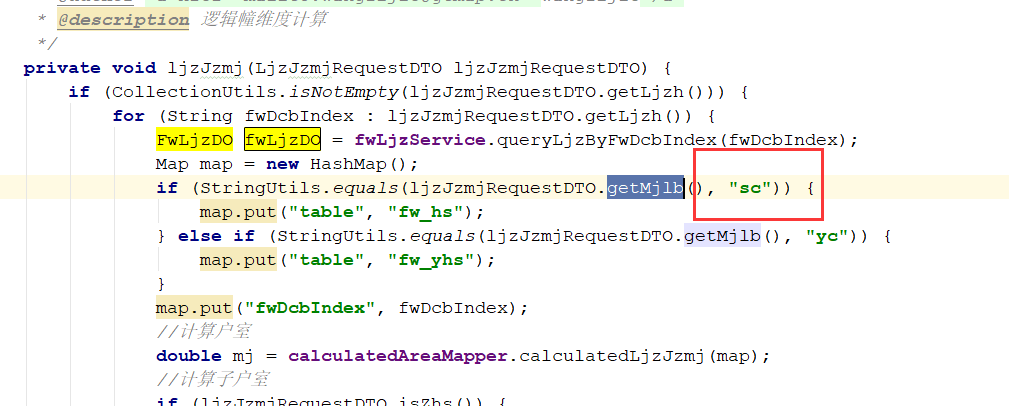 * @description 逻辑幢维度计算
*/
private void ljzJzmj(LjzJzmjRequestDTO ljzJzmjRequestDTO) {
if (CollectionUtils.isNotEmpty(ljzJzmjRequestDTO.getLjzh())) {
for (String fwDcbIndex : ljzJzmjRequestDTO.getLjzh()) {
FwLjzDO fwLjzDO = fwLjzService.queryLjzByFwDcbIndex(fwDcbIndex);
Map map = new HashMap();
if (StringUtils.equals(ljzJzmjRequestDTO.getMjlb(), "sc")) {
map.put("table", "fw_hs");
} else if (StringUtils.equals(ljzJzmjRequestDTO.getMjlb(), "yc")) {
map.put("table", "fw_yhs");
}
map.put("fwDcbIndex", fwDcbIndex);
//计算户室
double mj = calculatedAreaMapper.calculatedLjzJzmj(map);
//计算子户室
if (ljzJzmjRequestDTO.isZhs()) {